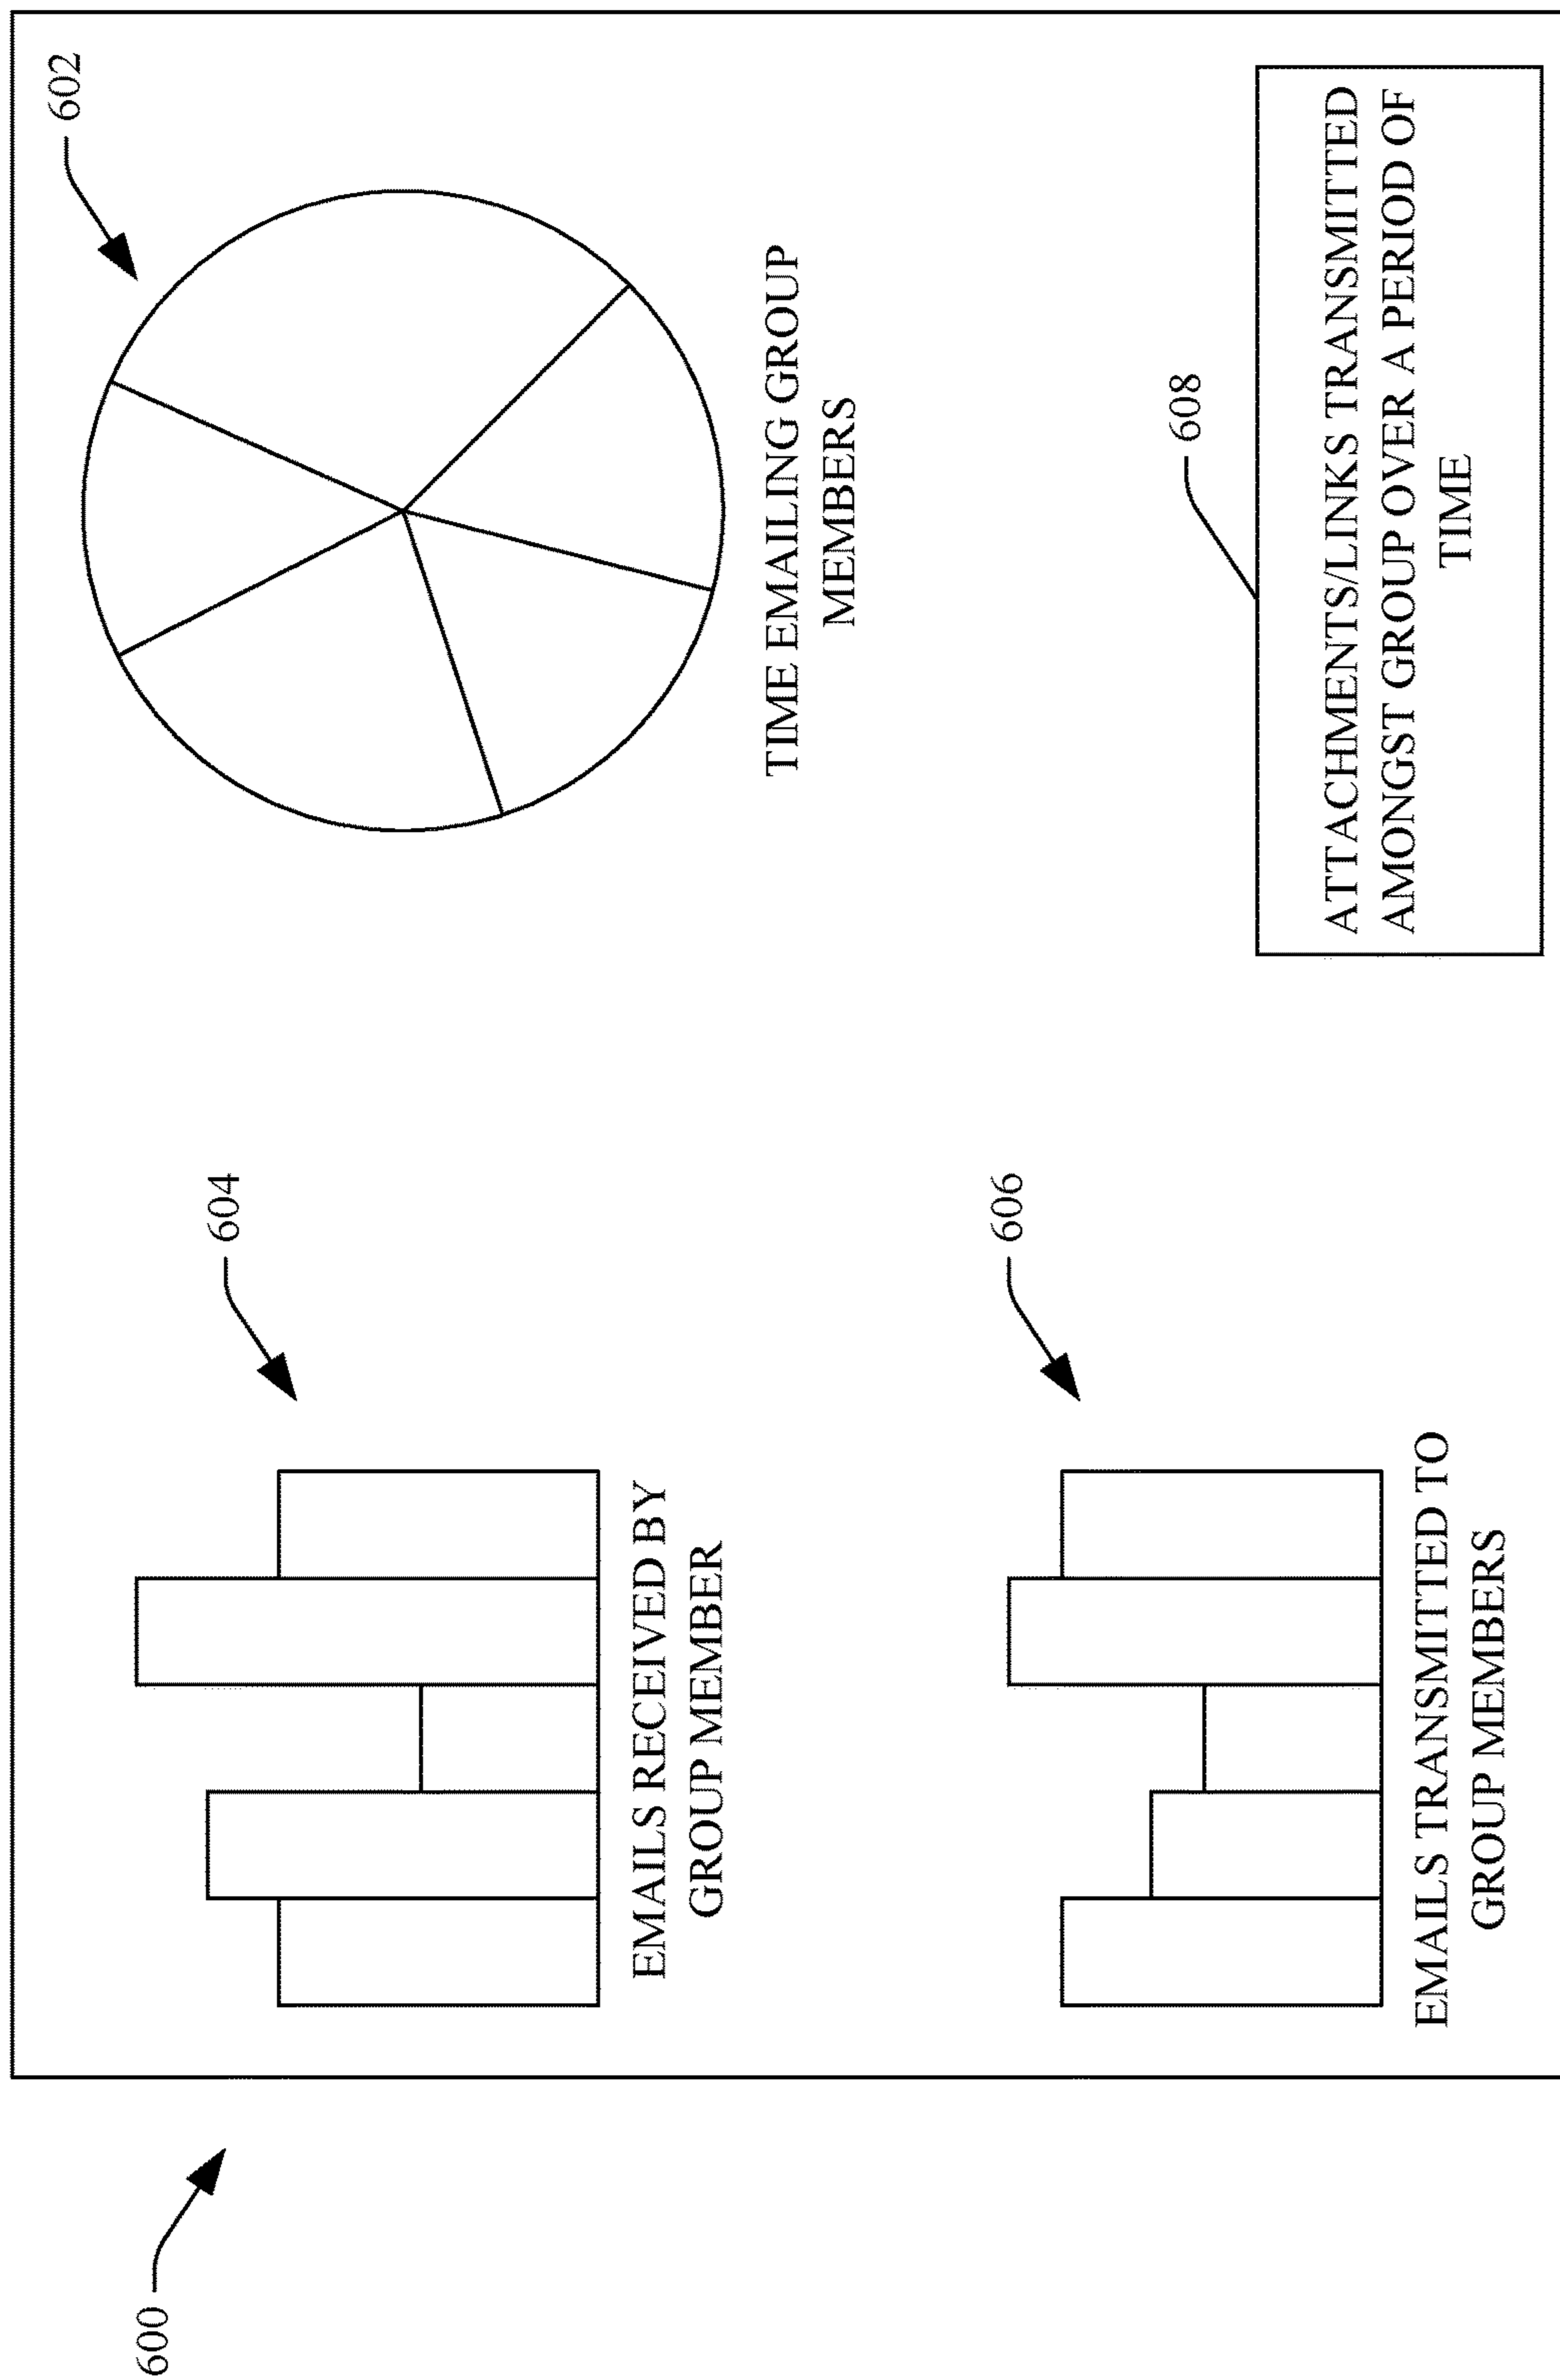 600
604
EMAILS RECEIVED BY
GROUP MEMBER
602
TIME EMAILING GROUP
MEMBERS
606
EMAILS TRANSMITTED TO
GROUP MEMBERS
608
ATTACHMENTS/LINKS TRANSMITTED
AMONGST GROUP OVER A PERIOD OF
TIME